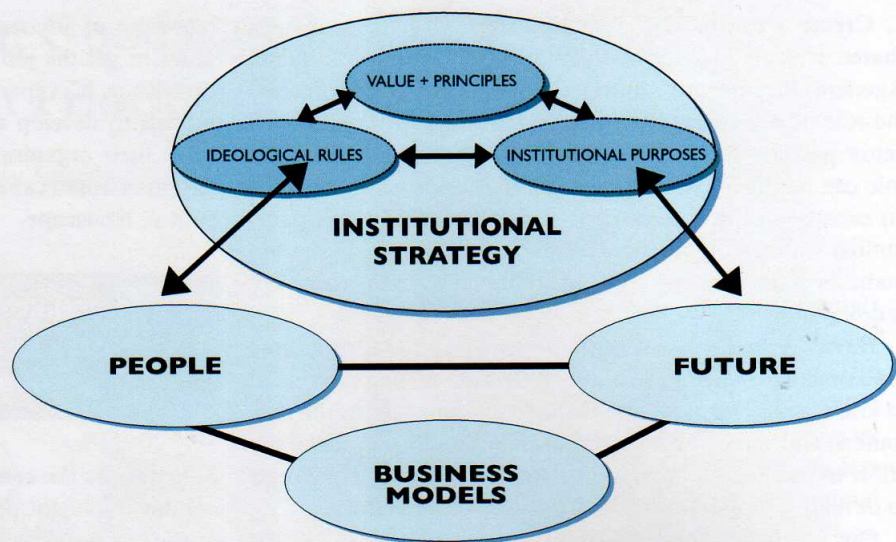 VALUE + PRINCIPLES
IDEOLOGICAL RULES
INSTITUTIONAL PURPOSES
INSTITUTIONAL
STRATEGY
PEOPLE
FUTURE
BUSINESS
MODELS